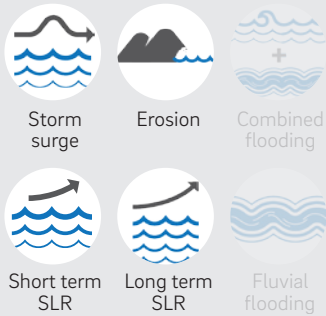 Storm
surge
Erosion
Combined
flooding
Short term
SLR
Long term
SLR
Fluvial
flooding